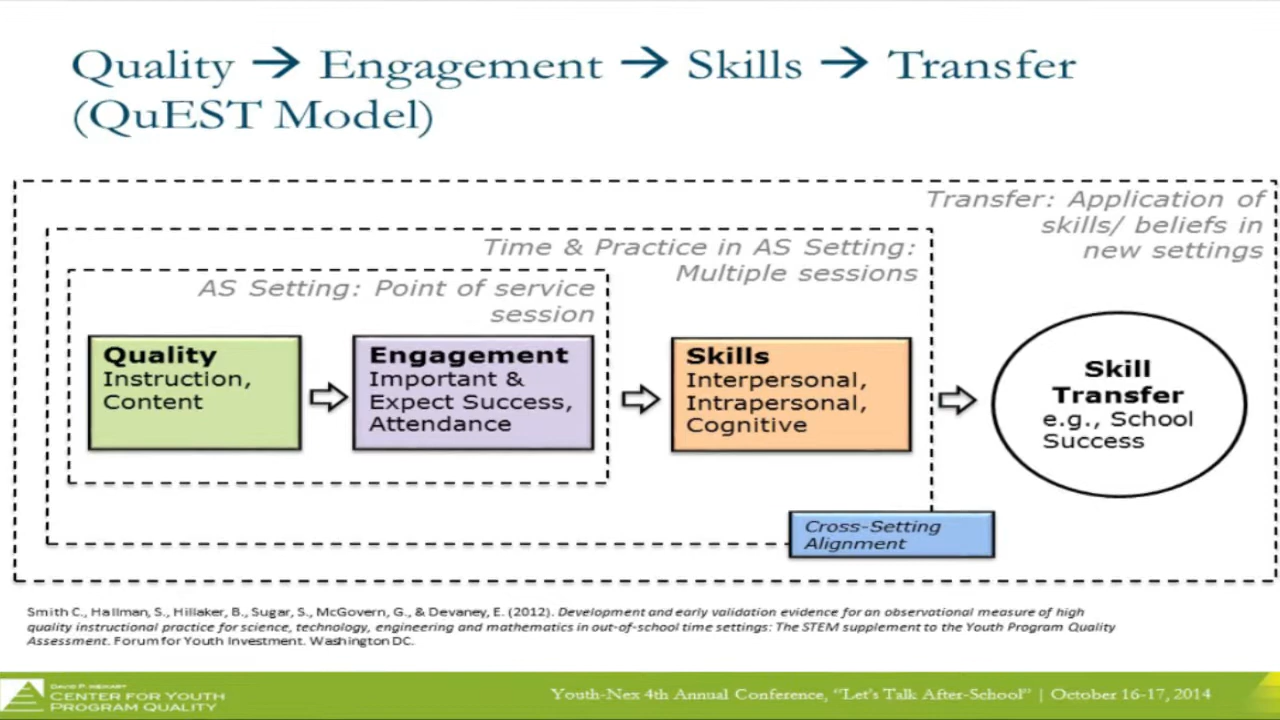 Quality → Engagement → Skills → Transfer
(QuEST Model)
Transfer: Application of
skills/ beliefs in
new settings
Time & Practice in AS Setting:
Multiple sessions
AS Setting: Point of service
session
Quality
Instruction,
Content
Engagement
Important &
Expect Success,
Attendance
Skills
Interpersonal,
Intrapersonal,
Cognitive
Skill
Transfer
e.g., School
Success
Cross-Setting
Alignment
Smith C., Hallman, S., Hillaker, B., Sugar, S., McGovern, G., & Devaney, E. (2012). Development and early validation evidence for an observational measure of high
quality instructional practice for science, technology, engineering and mathematics in out-of-school time settings: The STEM supplement to the Youth Program Quality
Assessment. Forum for Youth Investment. Washington DC.
DAVID P. WEIKART
CENTER FOR YOUTH
PROGRAM QUALITY
Youth-Nex 4th Annual Conference, “Let’s Talk After-School” | October 16-17, 2014